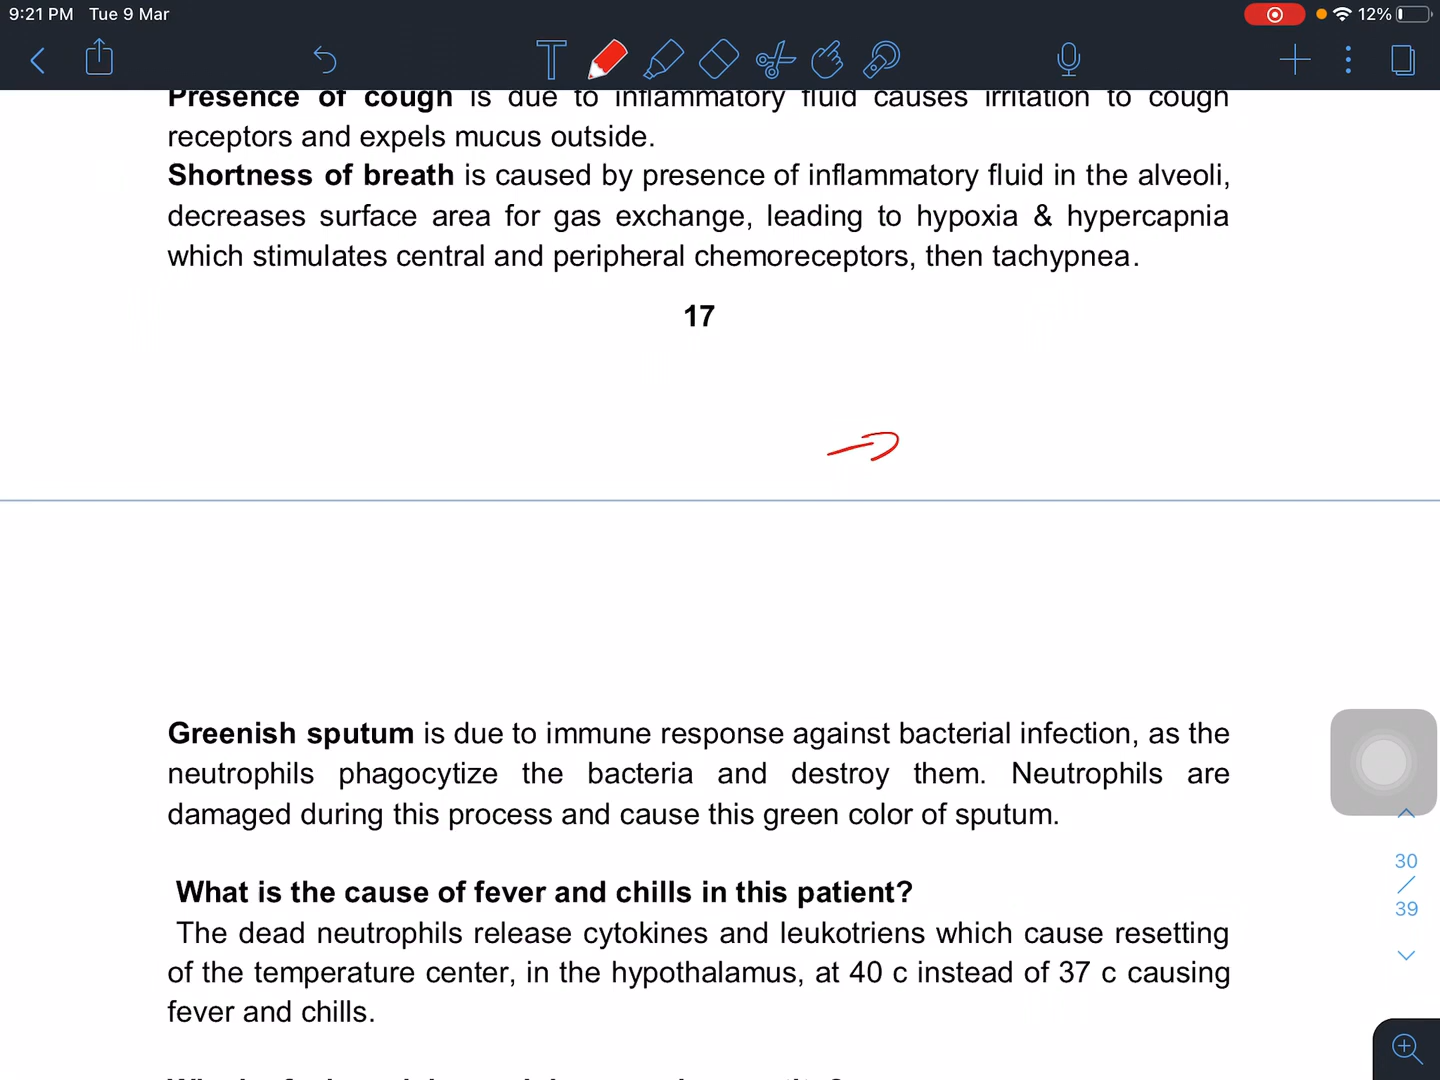 9:21 PM Tue 9 Mar 12%
T
Presence of cough is due to inflammatory fluid causes irritation to cough
receptors and expels mucus outside.
Shortness of breath is caused by presence of inflammatory fluid in the alveoli,
decreases surface area for gas exchange, leading to hypoxia & hypercapnia
which stimulates central and peripheral chemoreceptors, then tachypnea.
17
Greenish sputum is due to immune response against bacterial infection, as the
neutrophils phagocytize the bacteria and destroy them. Neutrophils are
damaged during this process and cause this green color of sputum.
30
/
39
What is the cause of fever and chills in this patient?
The dead neutrophils release cytokines and leukotriens which cause resetting
of the temperature center, in the hypothalamus, at 40 c instead of 37 c causing
fever and chills.